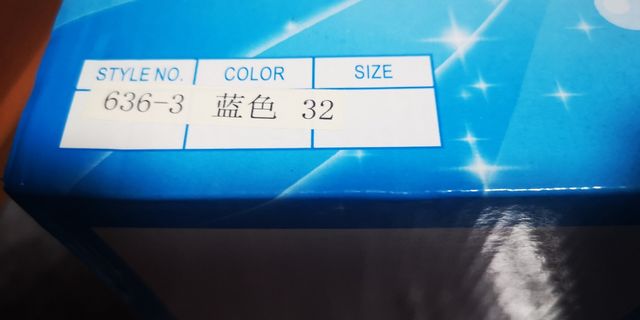 STYLE NO. COLOR SIZE
636-3 蓝色 32